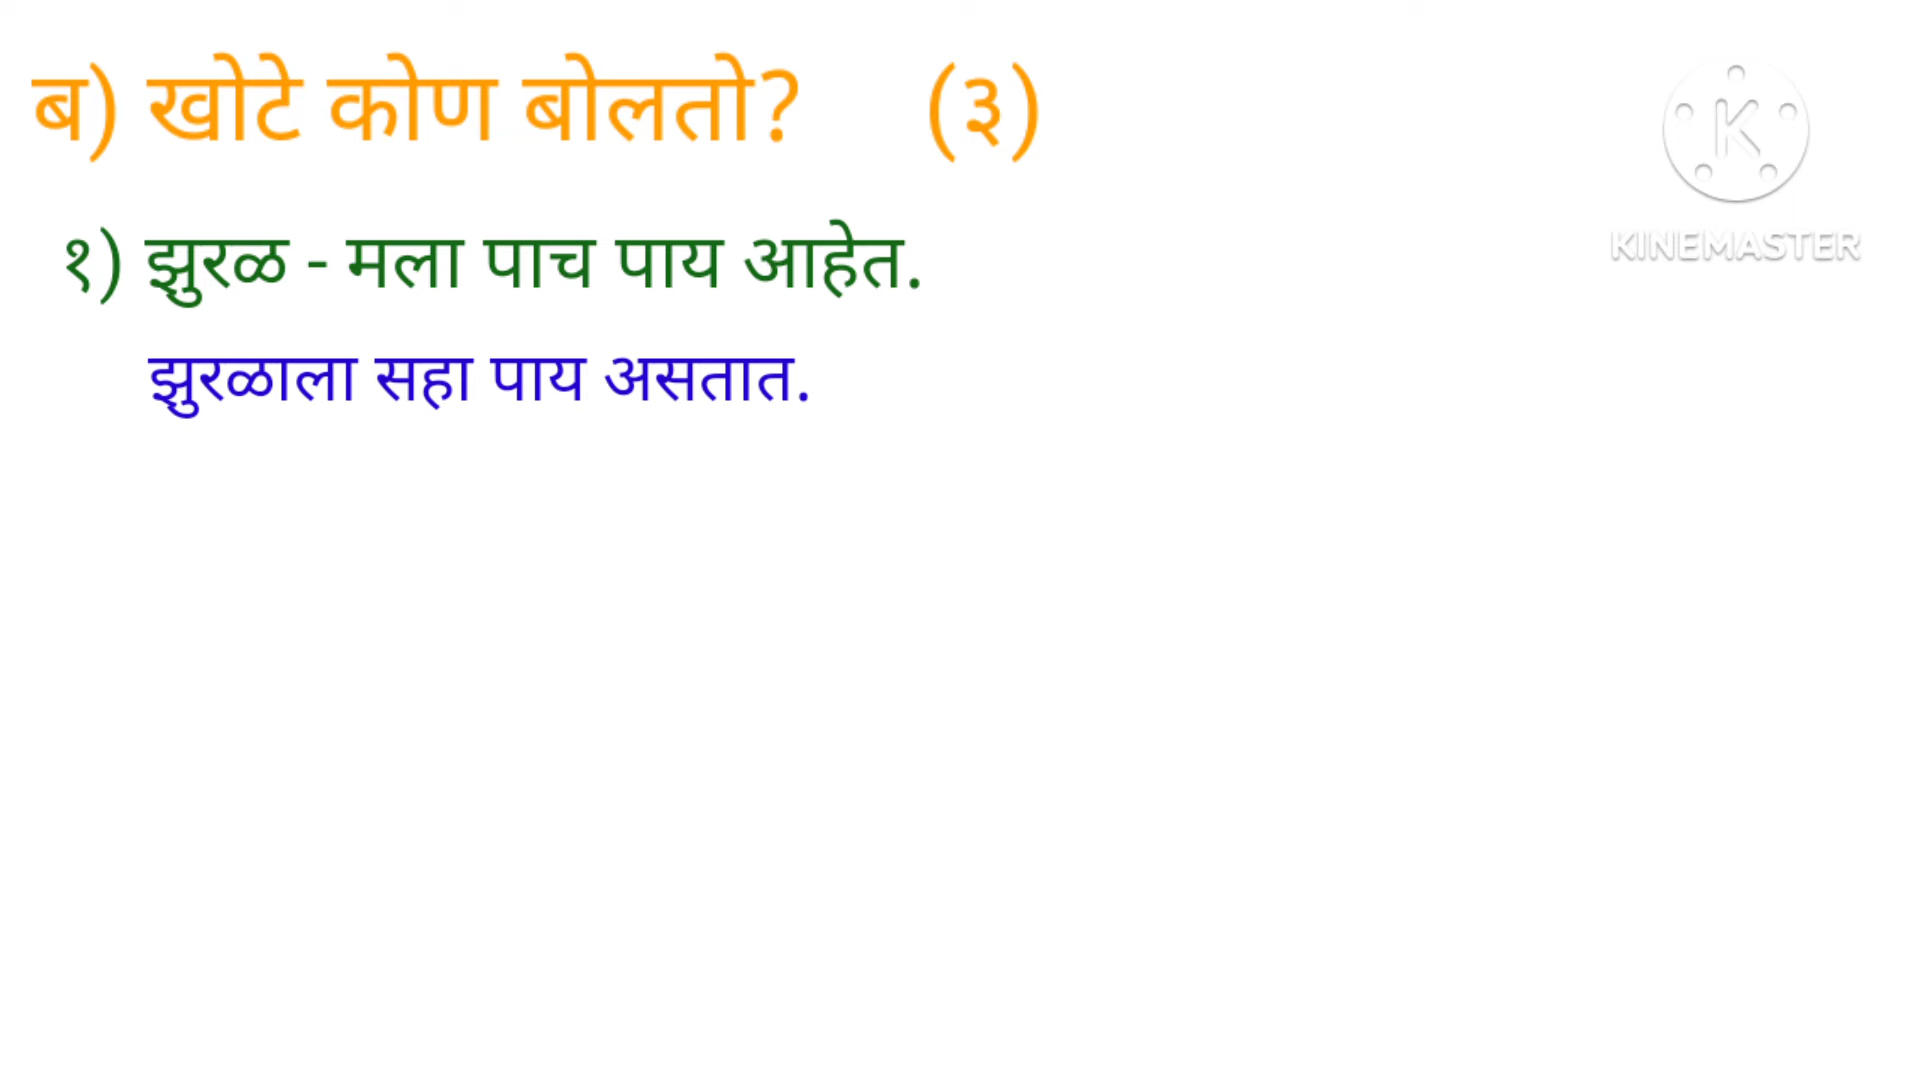 ब) खोटे कोण बोलतो? (३)
१) झुरळ - मला पाच पाय आहेत.
झुरळाला सहा पाय असतात.
K
KINEMASTER